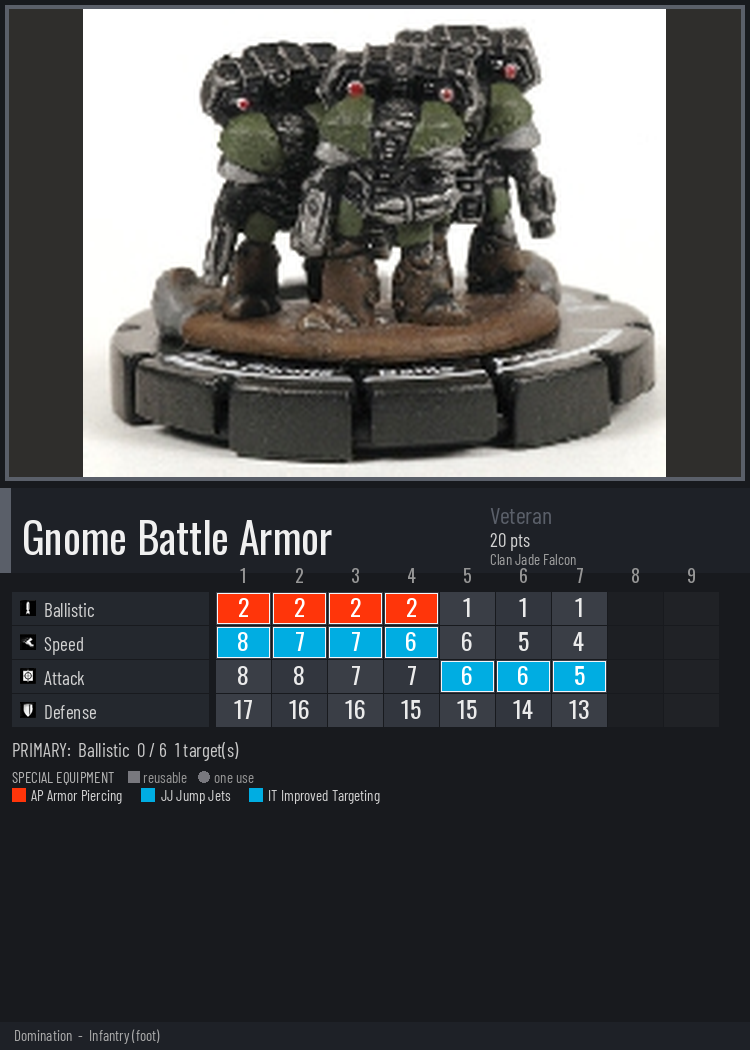 Gnome Battle Armor
Veteran
20 pts
Clan Jade Falcon
1 2 3 4 5 6 7 8 9
Ballistic 2 2 2 2 1 1 1
Speed 8 7 7 6 6 5 4
Attack 8 8 7 7 6 6 5
Defense 17 16 16 15 15 14 13
PRIMARY: Ballistic 0 / 6 1 target(s)
SPECIAL EQUIPMENT reusable one use
AP Armor Piercing JJ Jump Jets IT Improved Targeting
Domination - Infantry (foot)